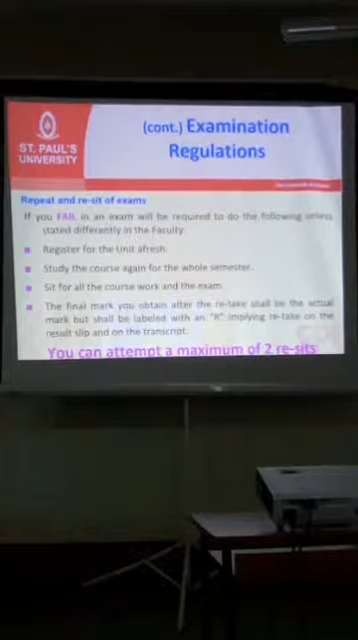 (cont.) Examination
Regulations
ST. PAUL'S
UNIVERSITY
Repeat and re-sit of exams
If you FAIL in an exam will be required to do the following unless
stated differently in the Faculty:
Register for the Unit afresh.
Study the course again for the whole semester.
Sit for all the course work and the exam.
The final mark you obtain after the re-take shall be the actual
mark but shall be labeled with an "R" implying re-take on the
result slip and on the transcript.
You can attempt a maximum of 2 re-sits